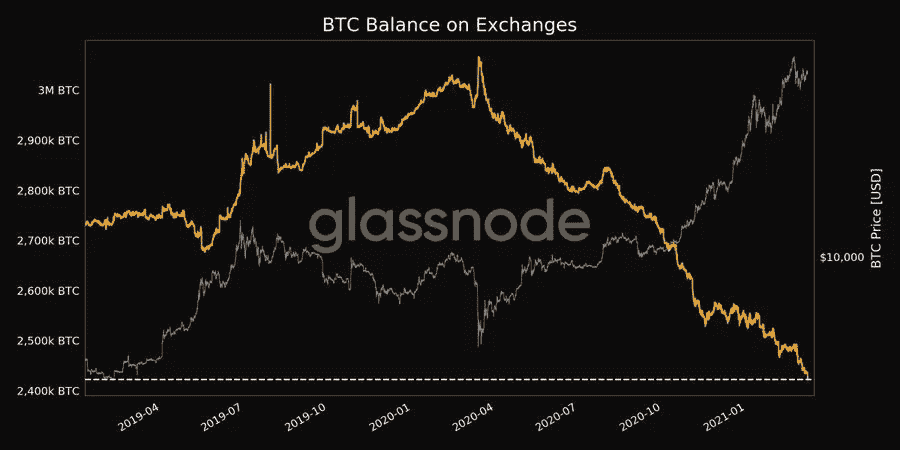 BTC Balance on Exchanges
3M BTC
2,900k BTC
2,800k BTC
2,700k BTC
2,600k BTC
2,500k BTC
2,400k BTC
glassnode
$10,000
BTC Price [USD]
2019-04
2019-07
2019-10
2020-01
2020-04
2020-07
2020-10
2021-01